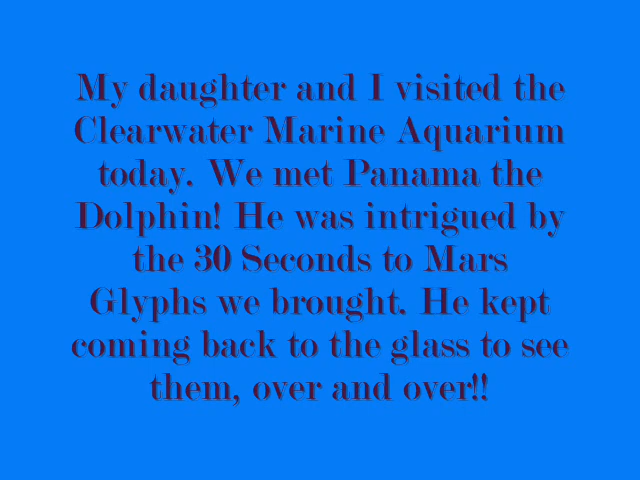 My daughter and I visited the
Clearwater Marine Aquarium
today. We met Panama the
Dolphin! He was intrigued by
the 30 Seconds to Mars
Glyphs we brought. He kept
coming back to the glass to see
them, over and over!!